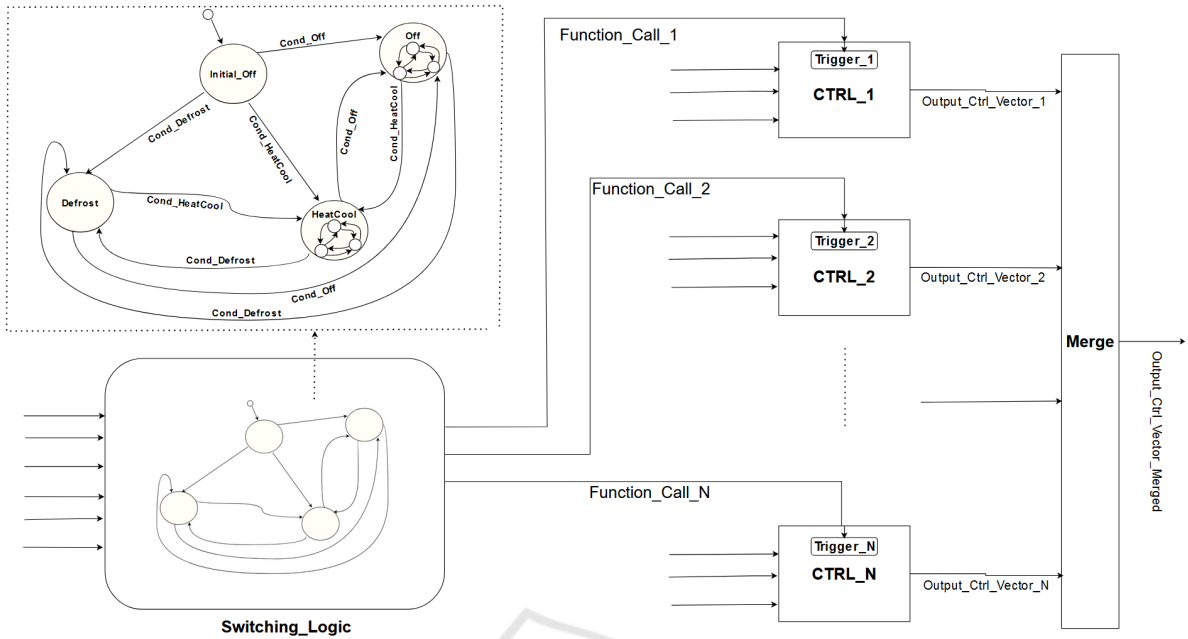 Cond_Off
Off
Initial_Off
Cond_Defrost
Cond_HeatCool
Cond_Off
Cond_HeatCool
Defrost
Cond_HeatCool
HeatCool
Cond_Defrost
Cond_Off
Cond_Defrost
Switching_Logic
Function_Call_1
Trigger_1
CTRL_1
Output_Ctrl_Vector_1
Function_Call_2
Trigger_2
CTRL_2
Output_Ctrl_Vector_2
Function_Call_N
Trigger_N
CTRL_N
Output_Ctrl_Vector_N
Merge
Output_Ctrl_Vector_Merged